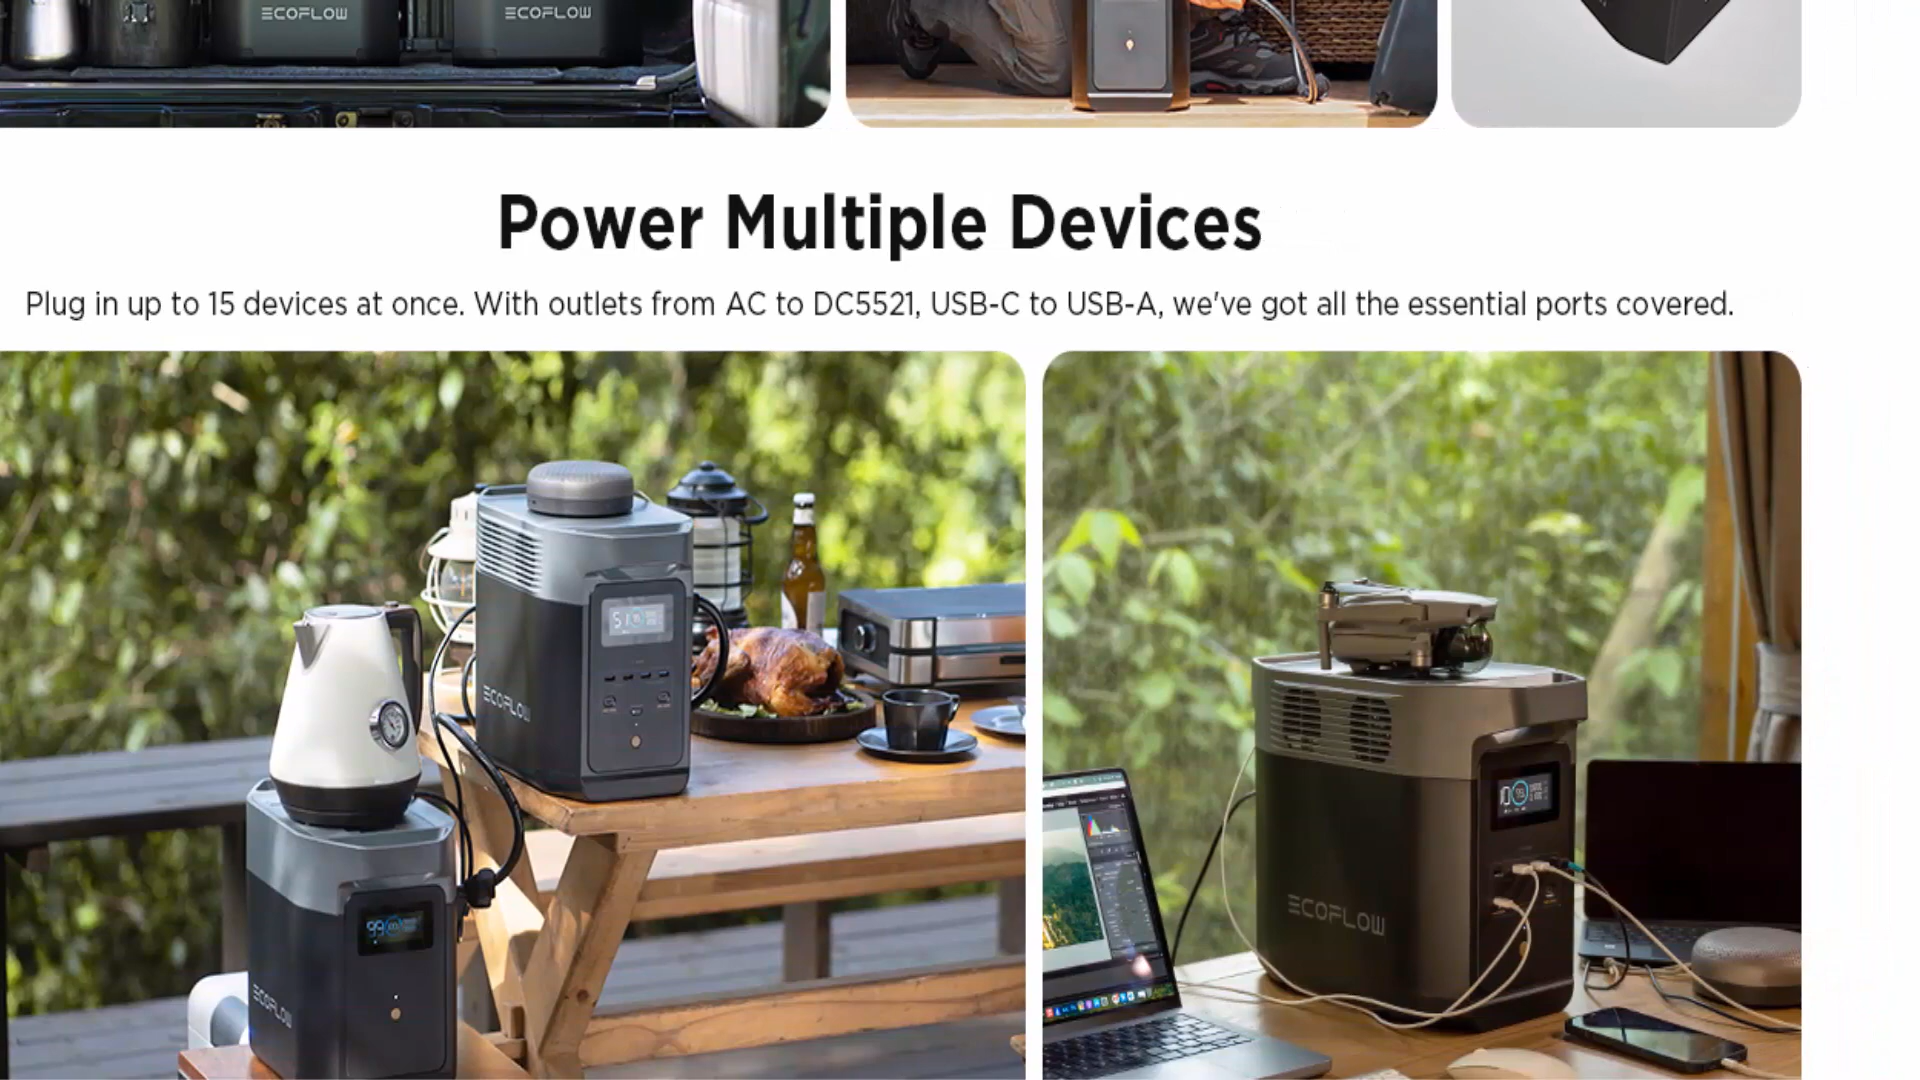 ECOFLOW ECOFLOW
Power Multiple Devices
Plug in up to 15 devices at once. With outlets from AC to DC5521, USB-C to USB-A, we've got all the essential ports covered.
ECOFLOW
ECOFLOW
99
ECOFLOW